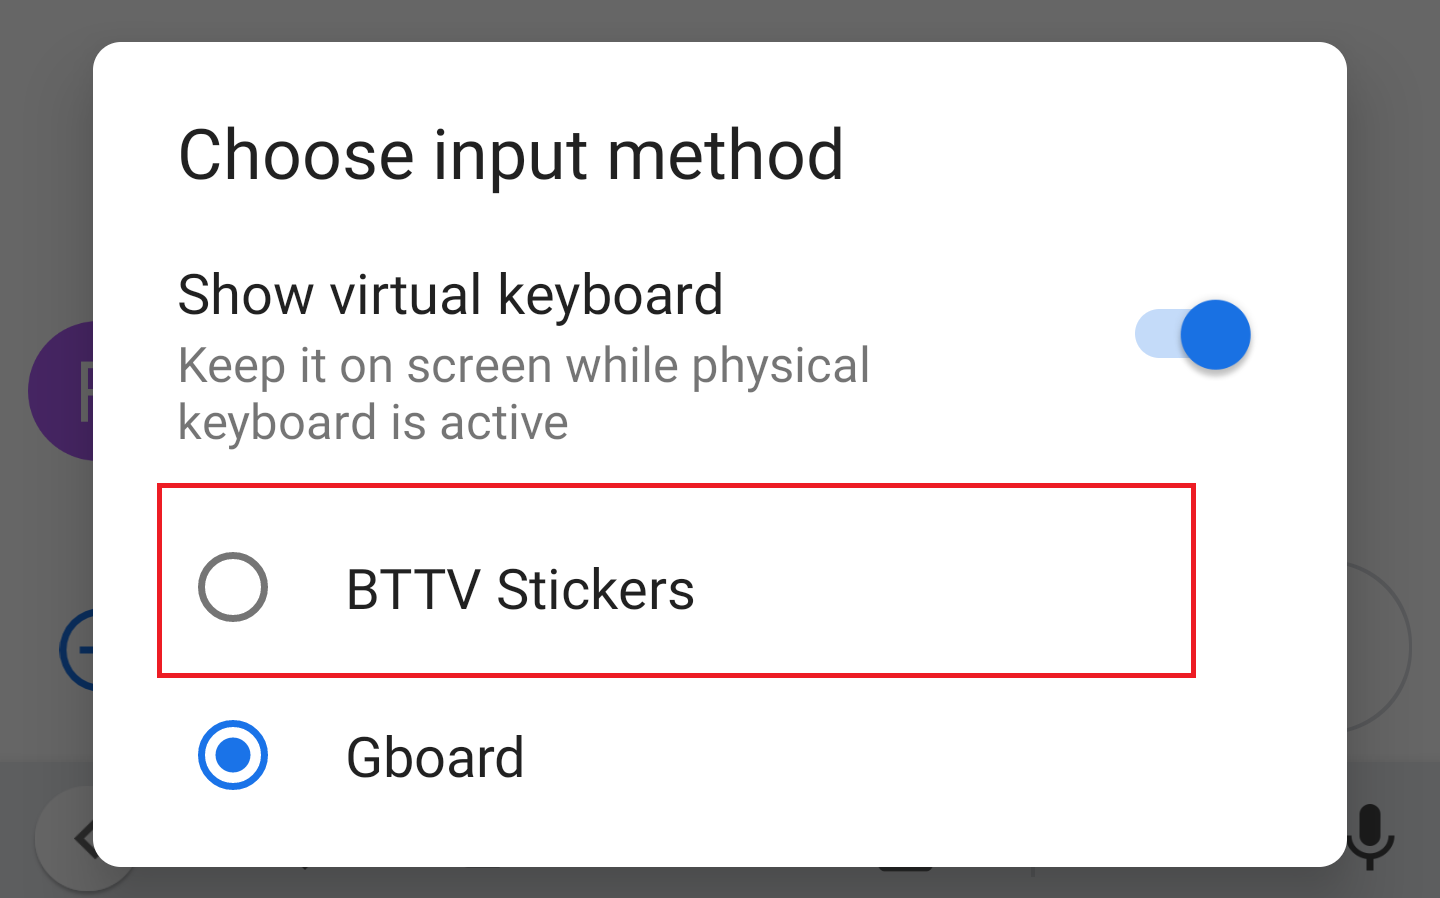 Choose input method
Show virtual keyboard
Keep it on screen while physical
keyboard is active
BTTV Stickers
Gboard